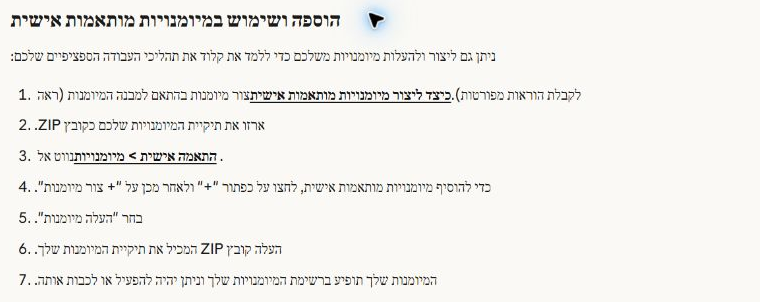 הוספה ושימוש במיומנויות מותאמות אישית
ניתן גם ליצור ולהעלות מיומנויות משלכם כדי ללמד את קלוד את תהליכי העבודה הספציפיים שלכם:
1. צור מיומנות בהתאם למבנה המיומנות (ראה כיצד ליצור מיומנויות מותאמות אישית לקבלת הוראות מפורטות).
2. ארזו את תיקיית המיומנויות שלכם כקובץ ZIP.
3. נווט אל התאמה אישית > מיומנויות.
4. כדי להוסיף מיומנויות מותאמות אישית, לחצו על כפתור "+" ולאחר מכן על "+ צור מיומנות".
5. בחר "העלה מיומנות".
6. העלה קובץ ZIP המכיל את תיקיית המיומנות שלך.
7. המיומנות שלך תופיע ברשימת המיומנויות שלך וניתן יהיה להפעיל או לכבות אותה.